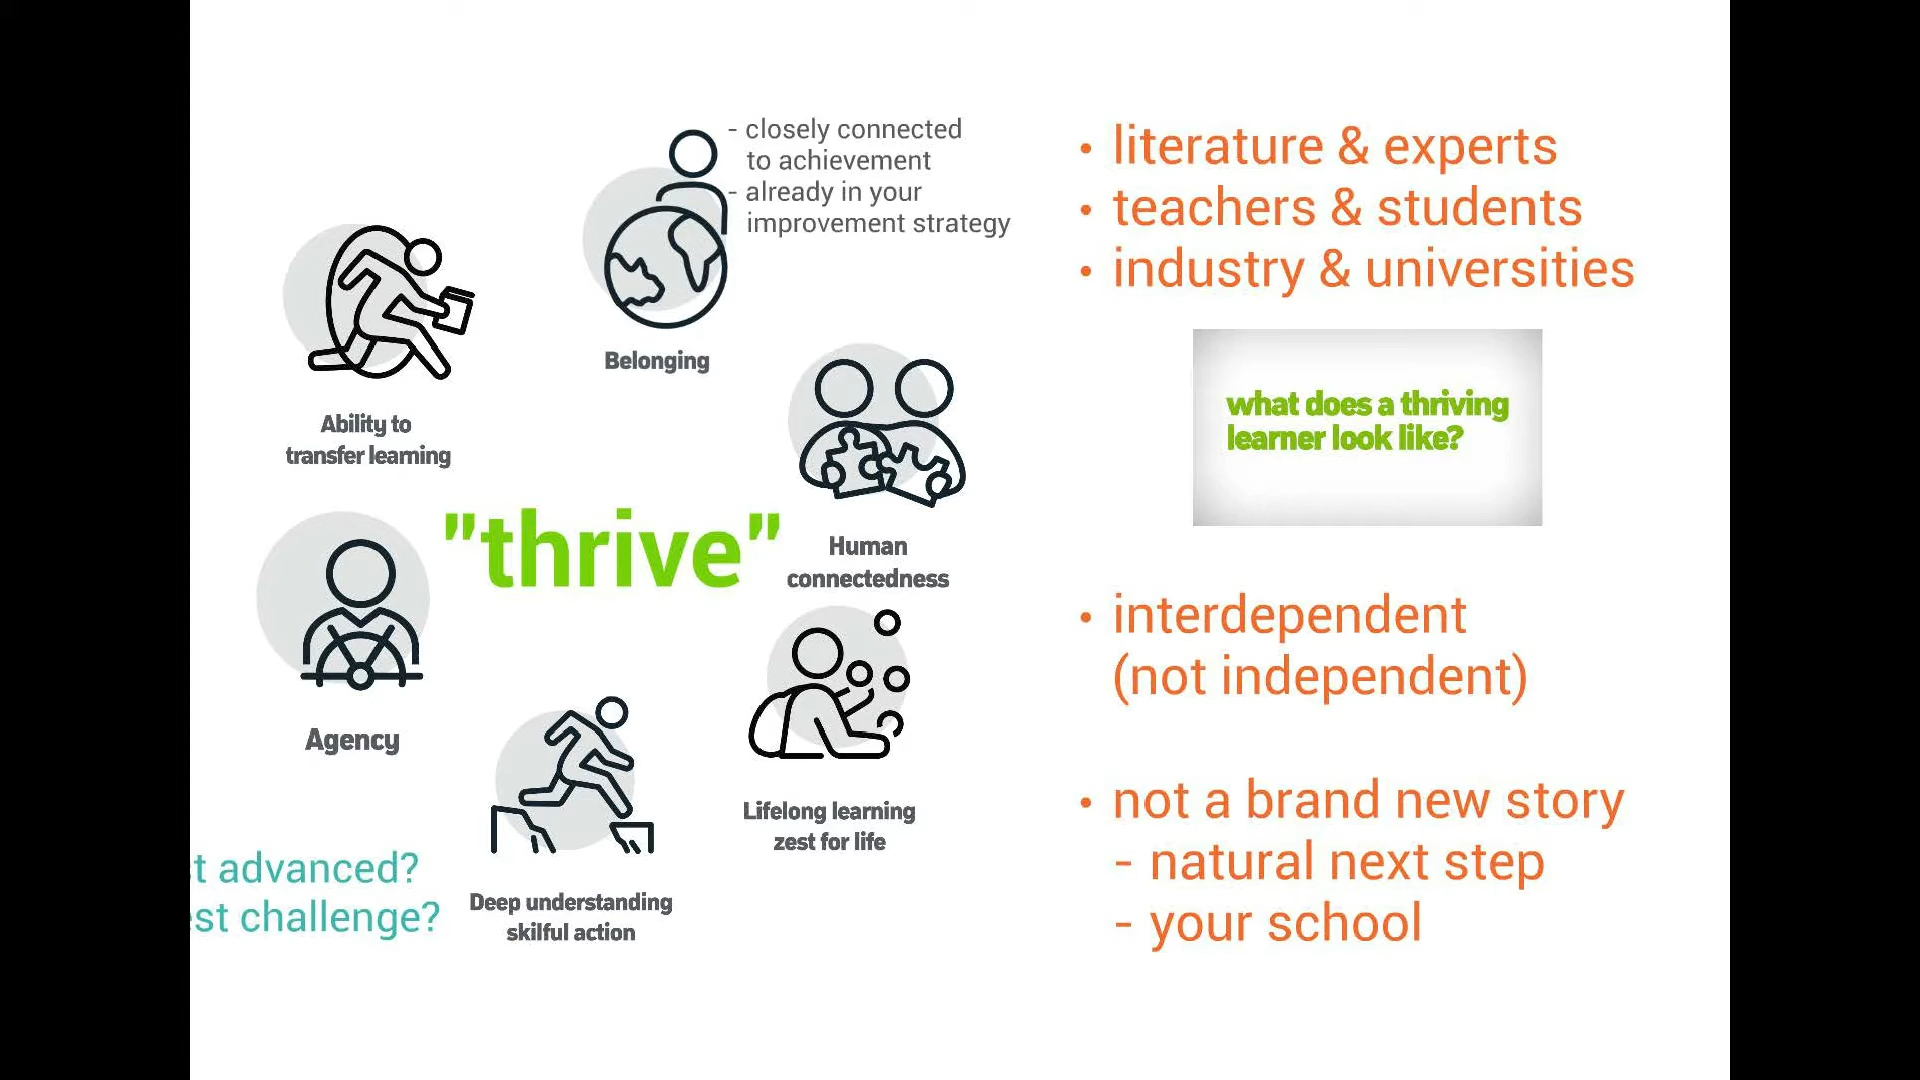 - closely connected
to achievement
- already in your
improvement strategy
Belonging
Ability to
transfer learning
Human
connectedness
"thrive"
Agency
Lifelong learning
zest for life
Deep understanding
skilful action
advanced?
challenge?
• literature & experts
• teachers & students
• industry & universities
what does a thriving
learner look like?
• interdependent
(not independent)
• not a brand new story
- natural next step
- your school